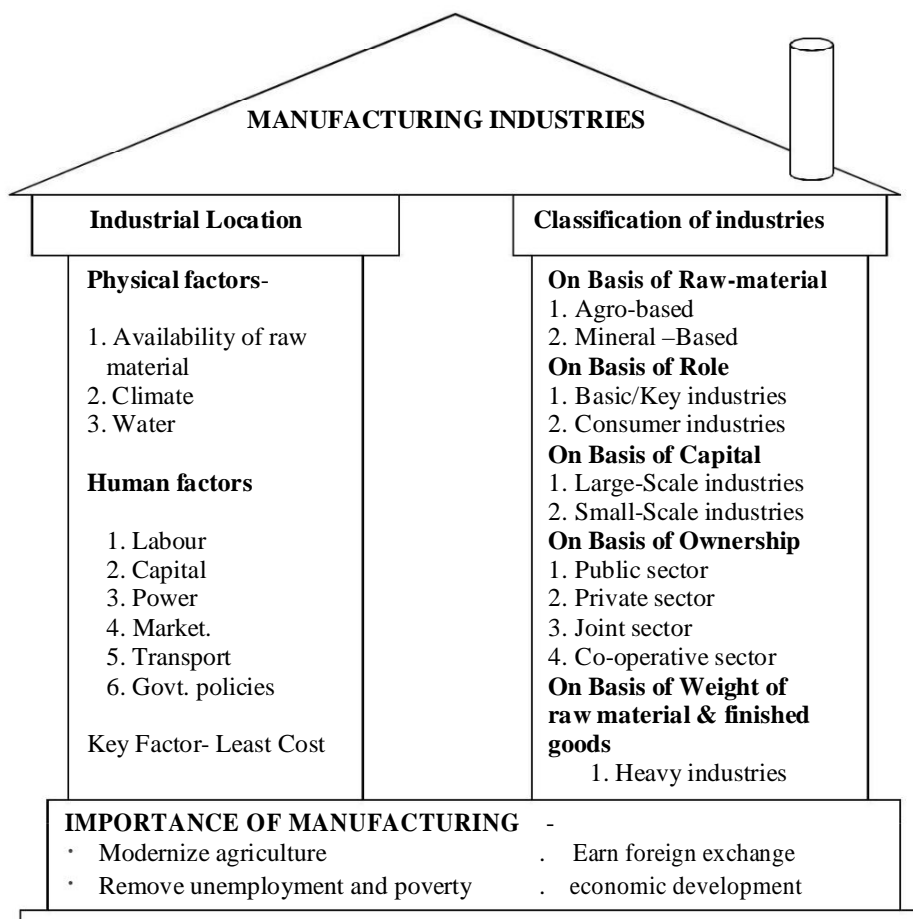 MANUFACTURING INDUSTRIES
Industrial Location
Physical factors-
1. Availability of raw
material
2. Climate
3. Water
Human factors
1. Labour
2. Capital
3. Power
4. Market.
5. Transport
6. Govt. policies
Key Factor- Least Cost
Classification of industries
On Basis of Raw-material
1. Agro-based
2. Mineral –Based
On Basis of Role
1. Basic/Key industries
2. Consumer industries
On Basis of Capital
1. Large-Scale industries
2. Small-Scale industries
On Basis of Ownership
1. Public sector
2. Private sector
3. Joint sector
4. Co-operative sector
On Basis of Weight of
raw material & finished
goods
1. Heavy industries
IMPORTANCE OF MANUFACTURING -
· Modernize agriculture . Earn foreign exchange
· Remove unemployment and poverty . economic development